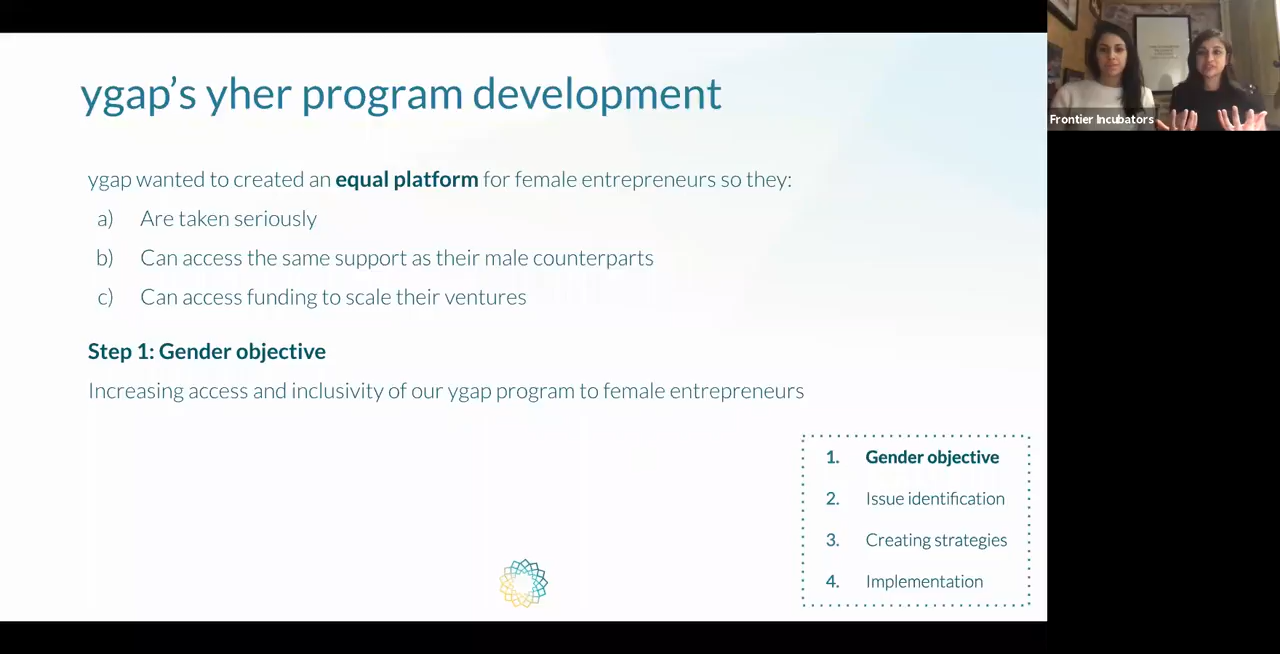 ygap's yher program development
ygap wanted to created an equal platform for female entrepreneurs so they:
a) Are taken seriously
b) Can access the same support as their male counterparts
c) Can access funding to scale their ventures
Step 1: Gender objective
Increasing access and inclusivity of our ygap program to female entrepreneurs
1. Gender objective
2. Issue identification
3. Creating strategies
4. Implementation
Frontier Incubators